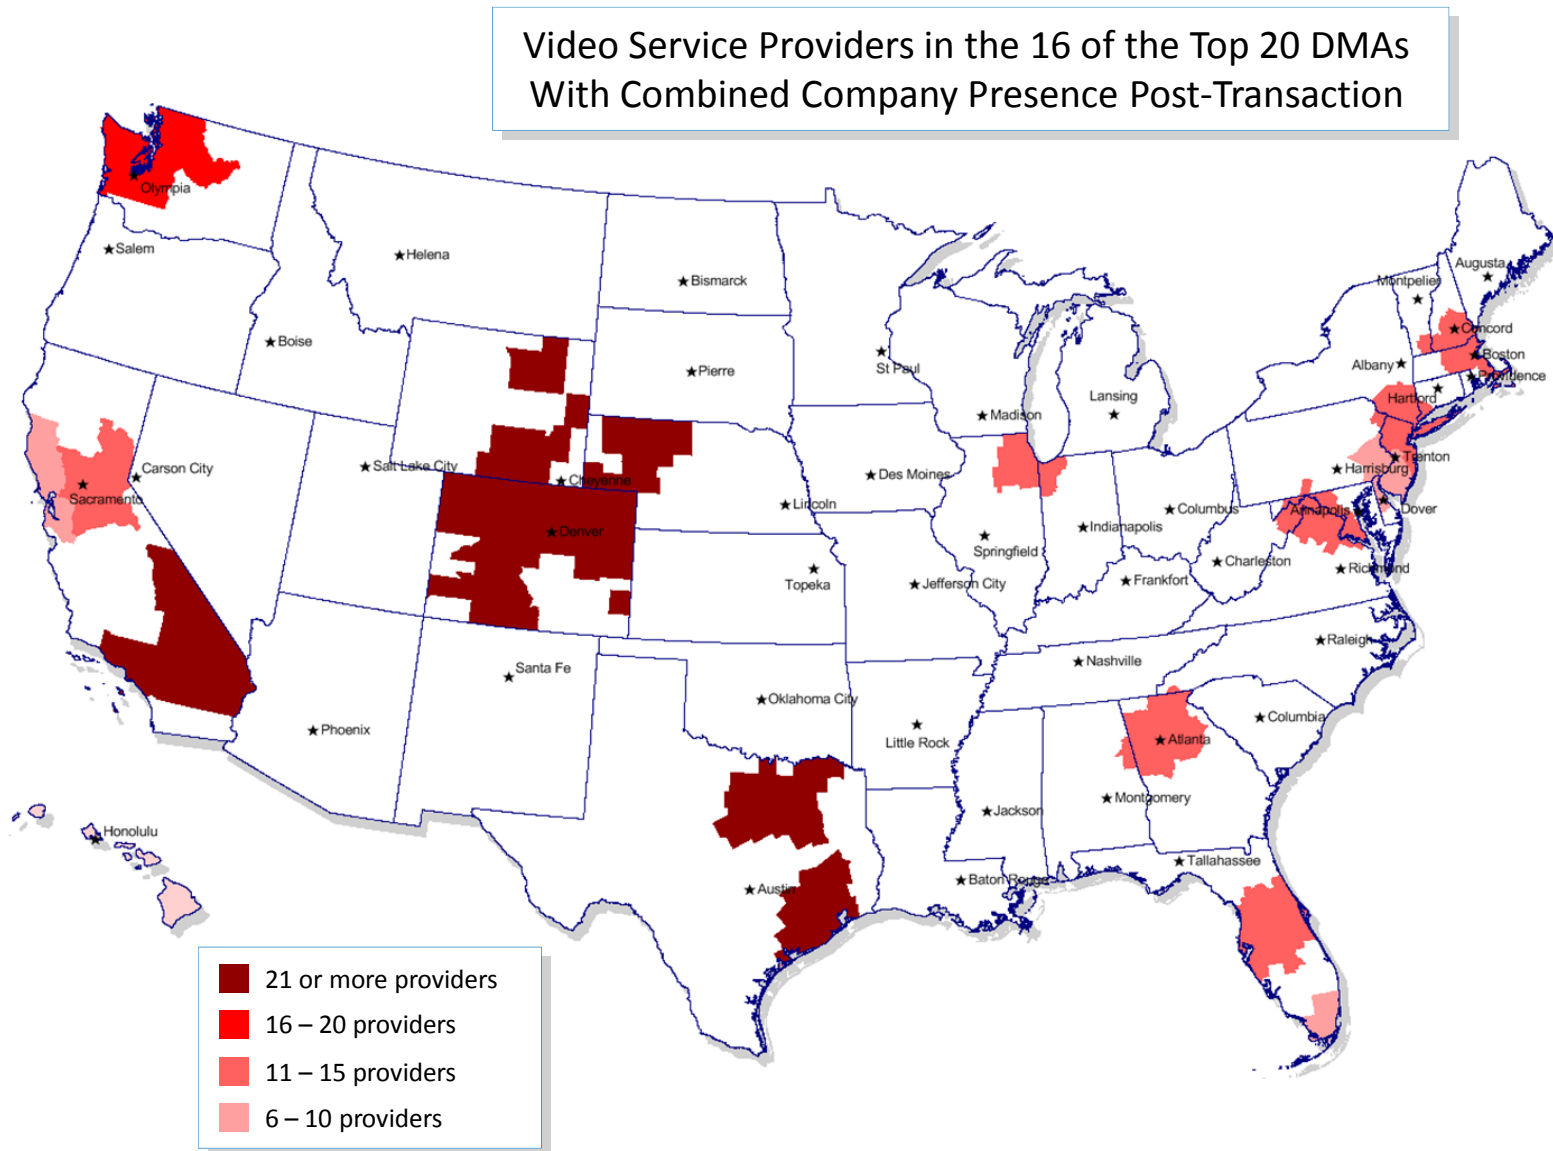 Video Service Providers in the 16 of the Top 20 DMAs
With Combined Company Presence Post-Transaction
Olympia
Salem
Helena
Bismarck
Boise
Pierre
St Paul
Madison
Lansing
Augusta
Montpelier
Concord
Albany
Boston
Providence
Hartford
Carson City
Sacramento
Salt Lake City
Cheyenne
Denver
Des Moines
Lincoln
Topeka
Springfield
Jefferson City
Indianapolis
Columbus
Frankfort
Charleston
Harrisburg
Trenton
Annapolis
Dover
Richmond
Raleigh
Nashville
Santa Fe
Phoenix
Oklahoma City
Little Rock
Atlanta
Columbia
Montgomery
Jackson
Tallahassee
Baton Rouge
Austin
Honolulu
21 or more providers
16 – 20 providers
11 – 15 providers
6 – 10 providers